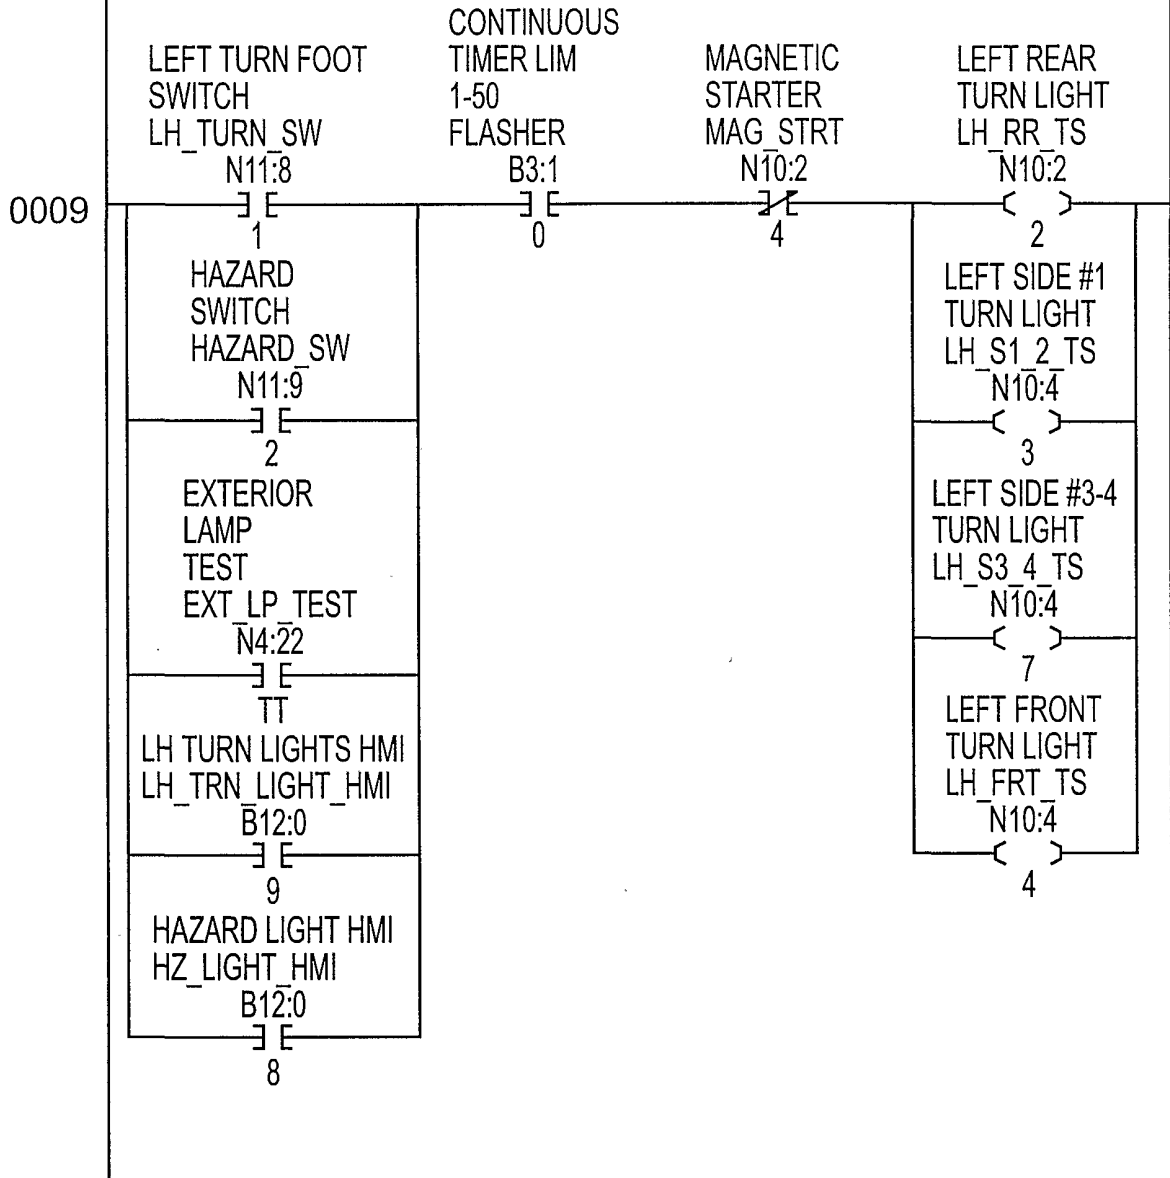 LEFT TURN FOOT
SWITCH
LH_TURN_SW
N11:8
1
CONTINUOUS
TIMER LIM
1-50
FLASHER
B3:1
0
MAGNETIC
STARTER
MAG_STRT
N10:2
4
LEFT REAR
TURN LIGHT
LH_RR_TS
N10:2
2
0009
HAZARD
SWITCH
HAZARD_SW
N11:9
2
EXTERIOR
LAMP
TEST
EXT_LP_TEST
N4:22
TT
LH TURN LIGHTS HMI
LH_TRN_LIGHT_HMI
B12:0
9
HAZARD LIGHT HMI
HZ_LIGHT_HMI
B12:0
8
LEFT SIDE #1
TURN LIGHT
LH_S1_2_TS
N10:4
3
LEFT SIDE #3-4
TURN LIGHT
LH_S3_4_TS
N10:4
7
LEFT FRONT
TURN LIGHT
LH_FRT_TS
N10:4
4